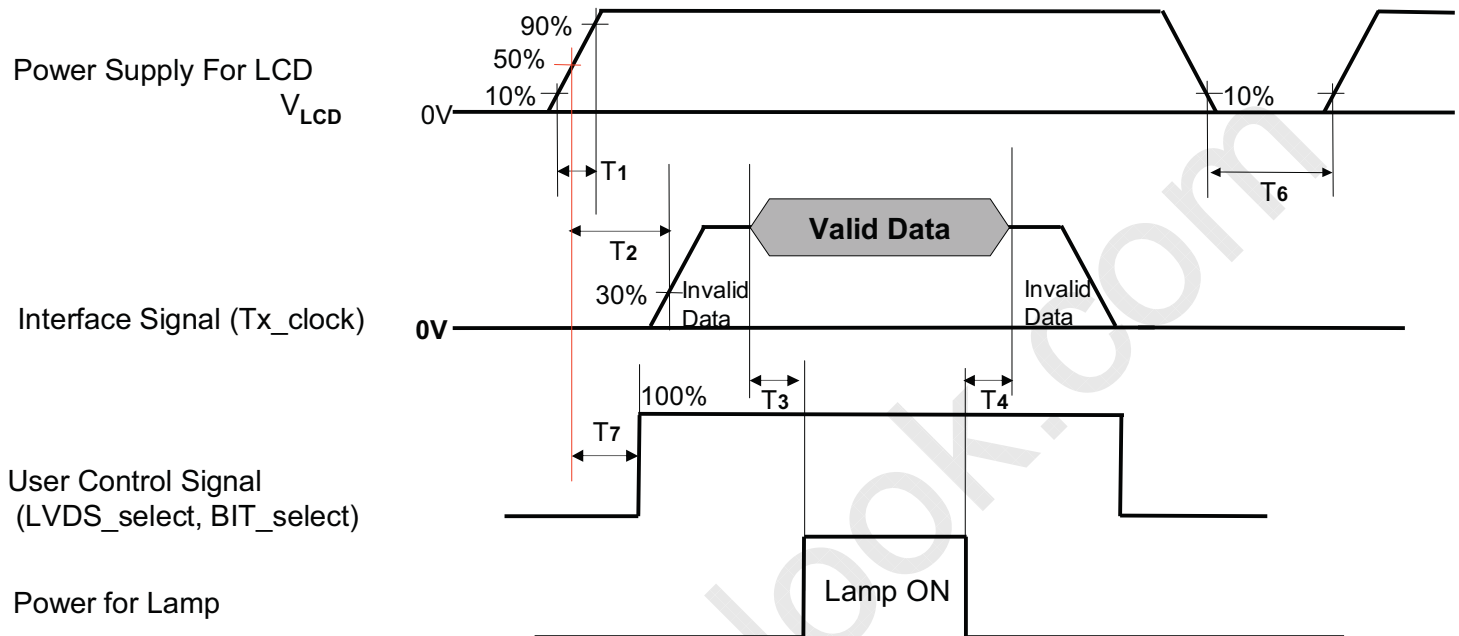 90%
50%
10%
Power Supply For LCD
VLCD
0V
10%
T1
T6
T2
Valid Data
30%
Invalid
Data
Invalid
Data
Interface Signal (Tx_clock)
0V
T3
T4
100%
T7
User Control Signal
(LVDS_select, BIT_select)
Lamp ON
Power for Lamp
look.com